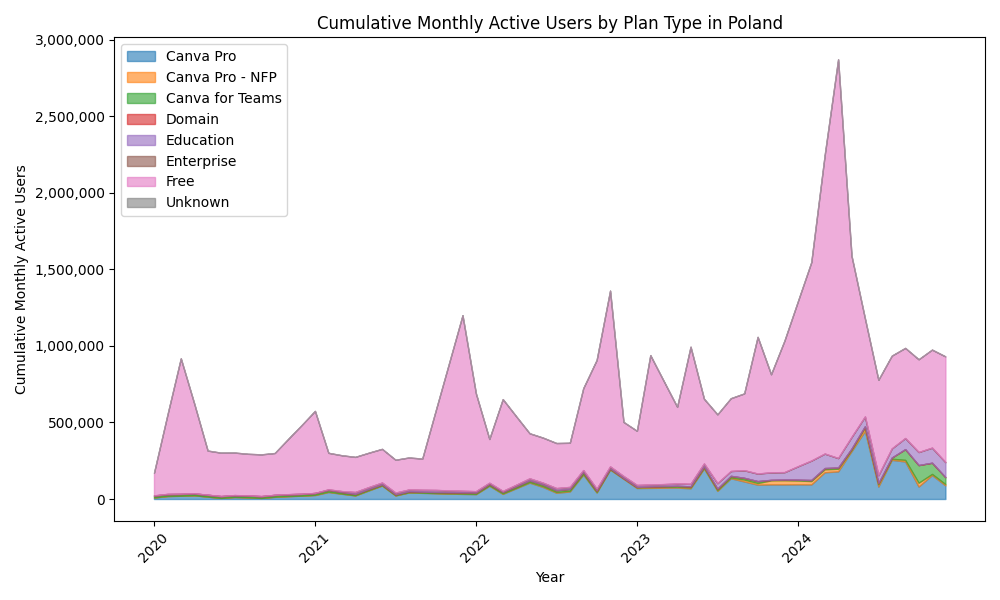 Cumulative Monthly Active Users by Plan Type in Poland
Cumulative Monthly Active Users
3,000,000
2,500,000
2,000,000
1,500,000
1,000,000
500,000
0
Canva Pro
Canva Pro - NFP
Canva for Teams
Domain
Education
Enterprise
Free
Unknown
2020
2021
2022
2023
2024
Year